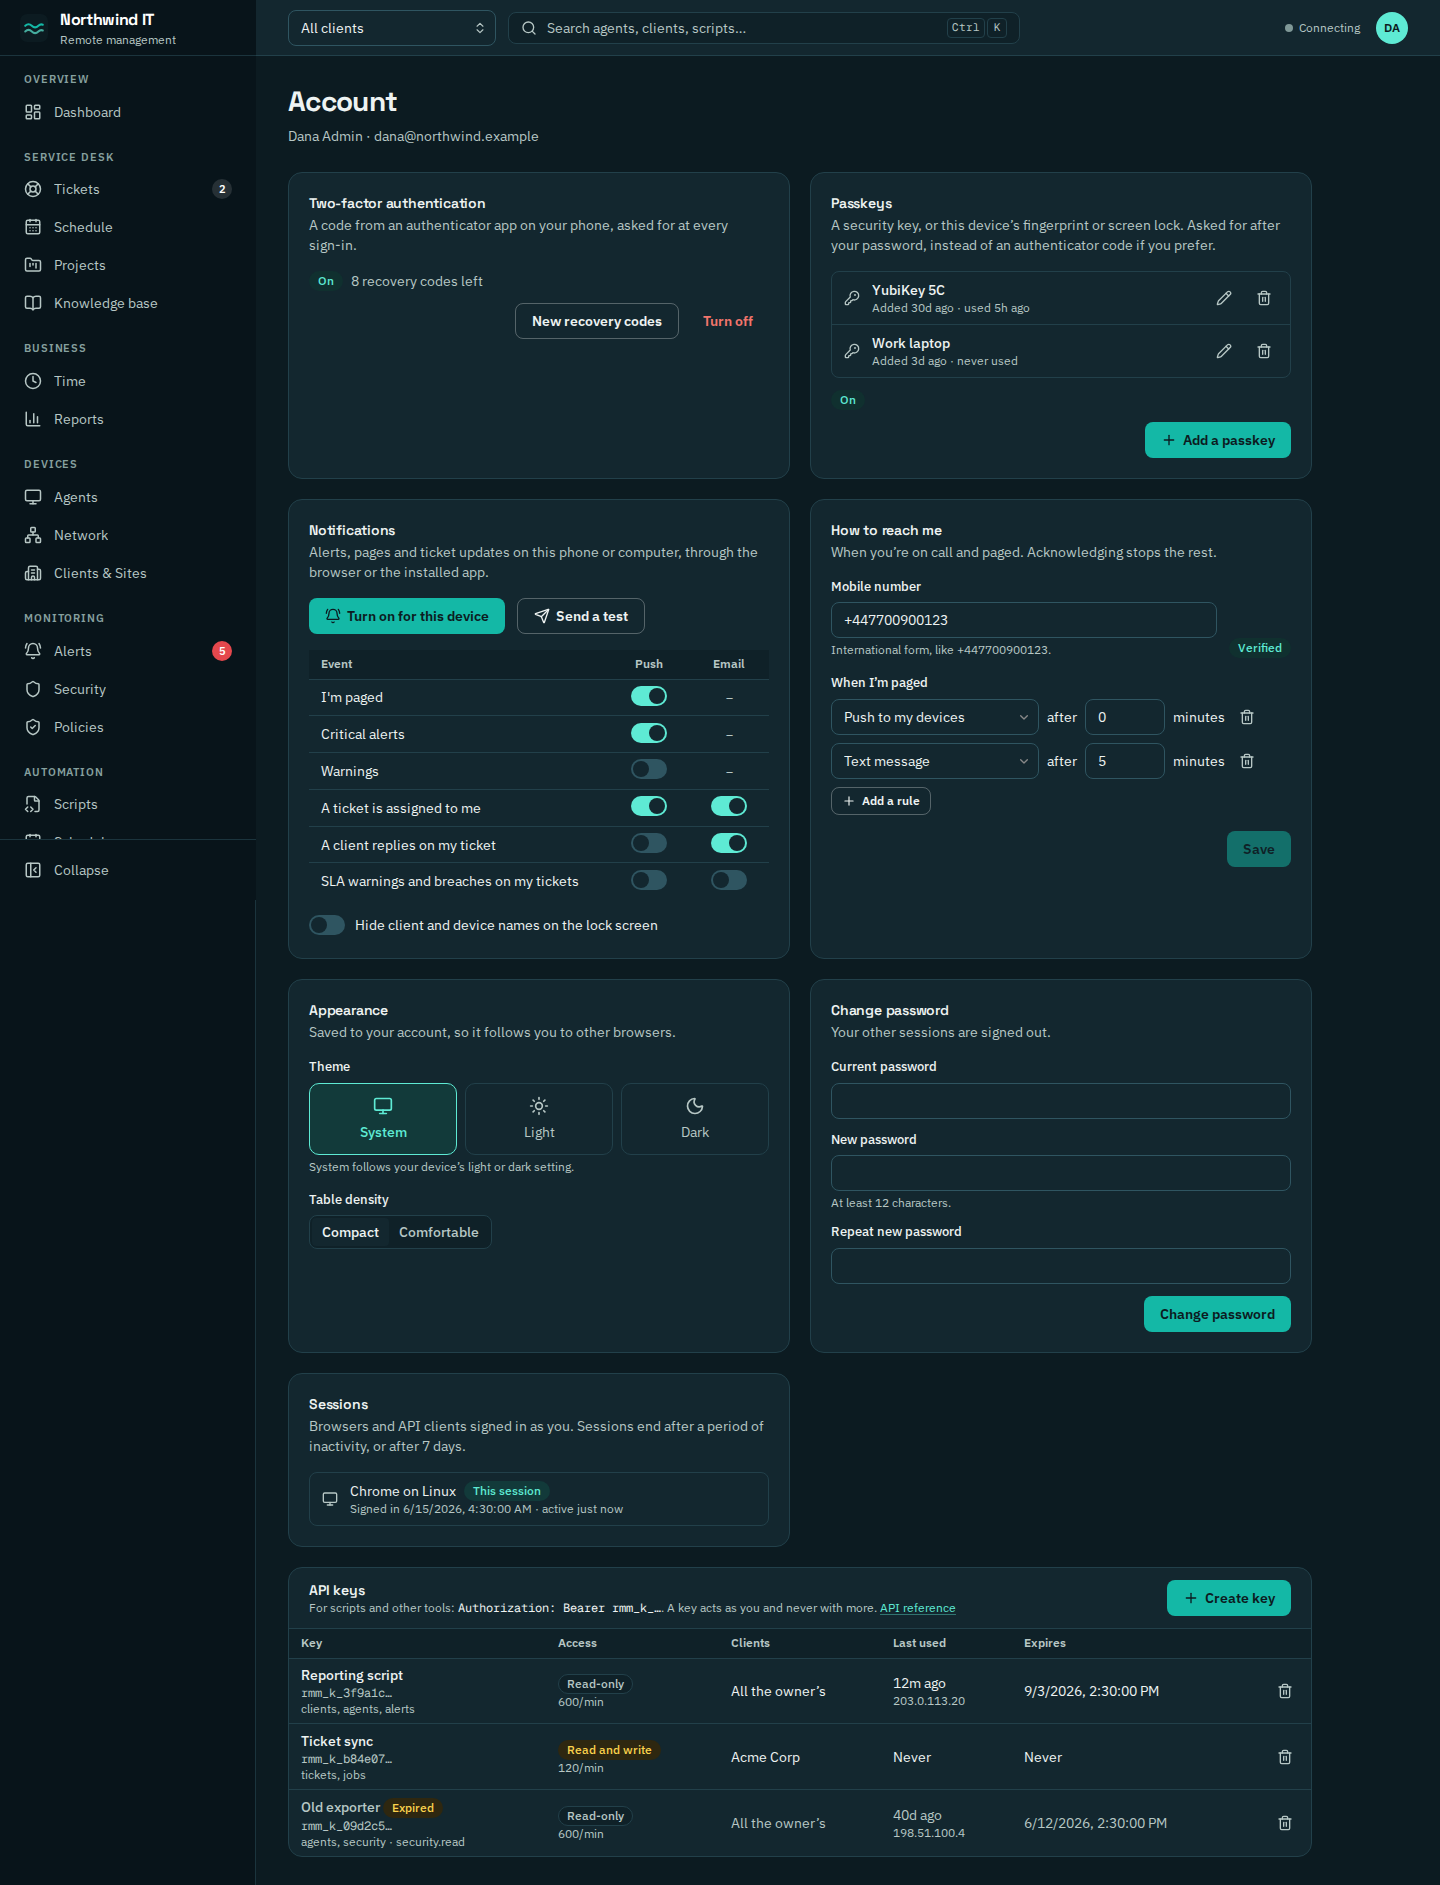 Northwind IT
Remote management
All clients
Search agents, clients, scripts…
Ctrl K
Connecting
DA
OVERVIEW
Dashboard
SERVICE DESK
Tickets 2
Schedule
Projects
Knowledge base
BUSINESS
Time
Reports
DEVICES
Agents
Network
Clients & Sites
MONITORING
Alerts 5
Security
Policies
AUTOMATION
Scripts
Collapse
Account
Dana Admin · dana@northwind.example
Two-factor authentication
A code from an authenticator app on your phone, asked for at every
sign-in.
On 8 recovery codes left
New recovery codes
Turn off
Passkeys
A security key, or this device’s fingerprint or screen lock. Asked for after
your password, instead of an authenticator code if you prefer.
YubiKey 5C
Added 30d ago · used 5h ago
Work laptop
Added 3d ago · never used
On
Add a passkey
Notifications
Alerts, pages and ticket updates on this phone or computer, through the
browser or the installed app.
Turn on for this device
Send a test
Event Push Email
I'm paged –
Critical alerts –
Warnings –
A ticket is assigned to me
A client replies on my ticket
SLA warnings and breaches on my tickets
Hide client and device names on the lock screen
How to reach me
When you’re on call and paged. Acknowledging stops the rest.
Mobile number
+447700900123
International form, like +447700900123.
Verified
When I’m paged
Push to my devices after 0 minutes
Text message after 5 minutes
Add a rule
Save
Appearance
Saved to your account, so it follows you to other browsers.
Theme
System
Light
Dark
System follows your device’s light or dark setting.
Table density
Compact Comfortable
Change password
Your other sessions are signed out.
Current password
New password
At least 12 characters.
Repeat new password
Change password
Sessions
Browsers and API clients signed in as you. Sessions end after a period of
inactivity, or after 7 days.
Chrome on Linux This session
Signed in 6/15/2026, 4:30:00 AM · active just now
API keys
For scripts and other tools: Authorization: Bearer rmm_k_…. A key acts as you and never with more. API reference
Create key
Key Access Clients Last used Expires
Reporting script
rmm_k_3f9a1c…
clients, agents, alerts
Read-only
600/min
All the owner’s
12m ago
203.0.113.20
9/3/2026, 2:30:00 PM
Ticket sync
rmm_k_b84e07…
tickets, jobs
Read and write
120/min
Acme Corp
Never
Never
Old exporter Expired
rmm_k_09d2c5…
agents, security · security.read
Read-only
600/min
All the owner’s
40d ago
198.51.100.4
6/12/2026, 2:30:00 PM